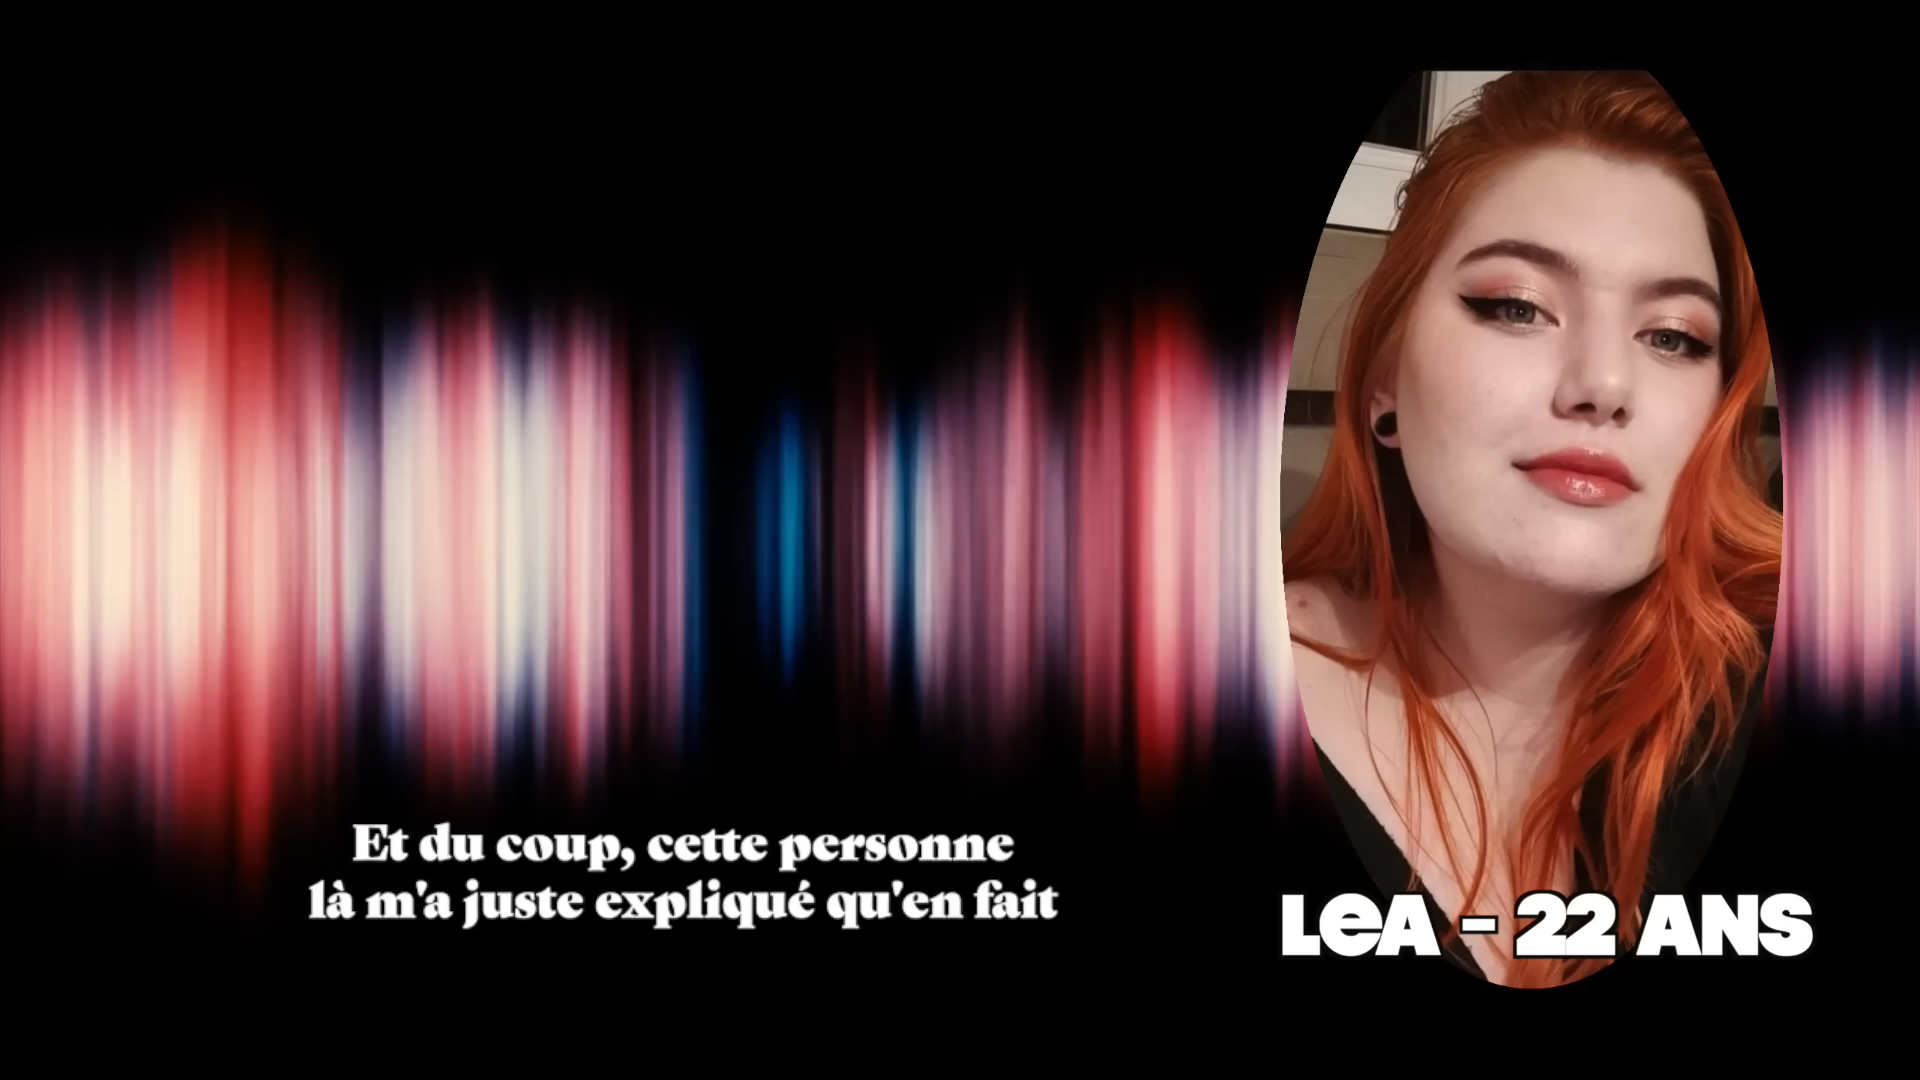 Et du coup, cette personne
là m'a juste expliqué qu'en fait
LeA - 22 ANS